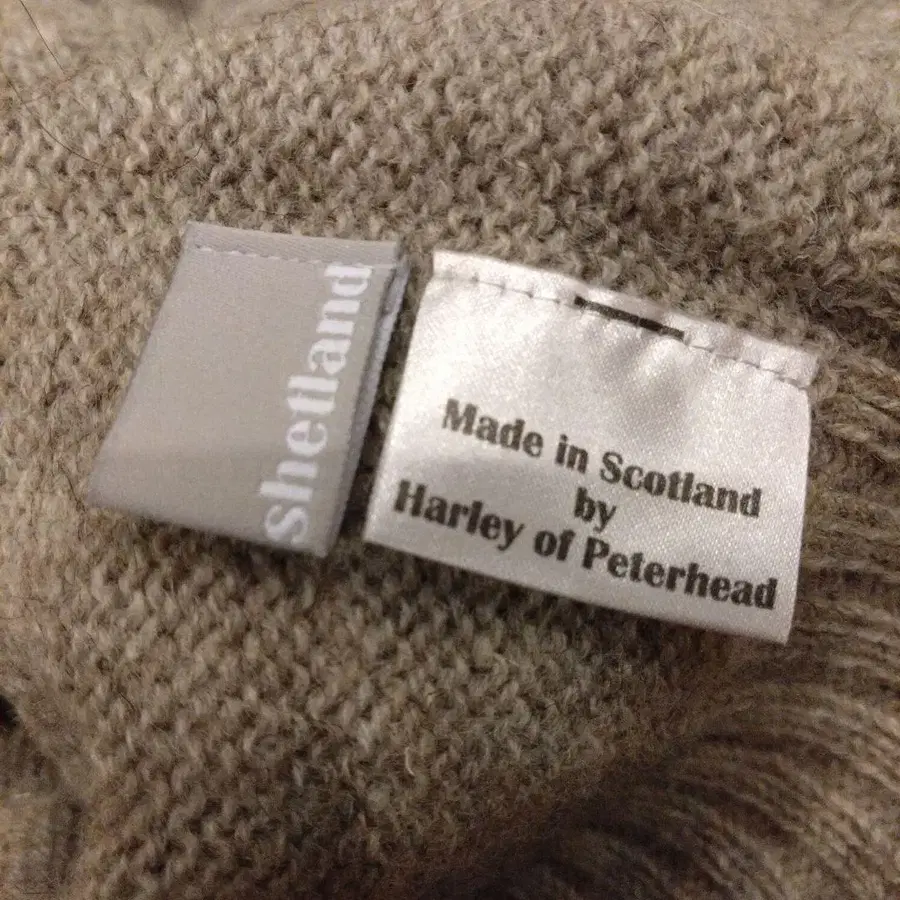 shetland
Made in Scotland
by
Harley of Peterhead